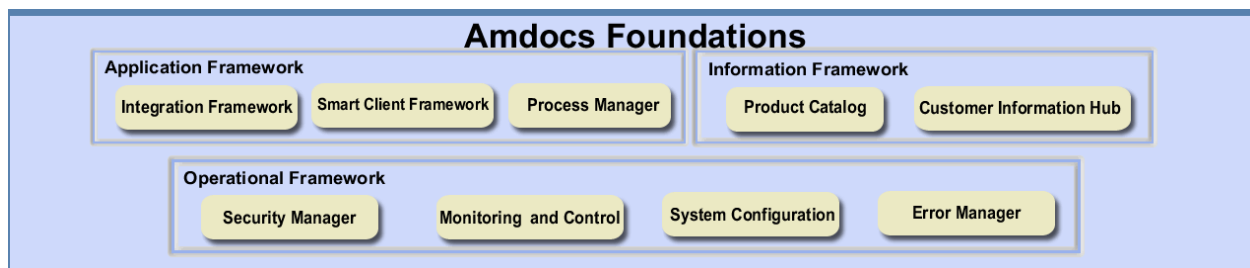 Amdocs Foundations
Application Framework
Integration Framework
Smart Client Framework
Process Manager
Information Framework
Product Catalog
Customer Information Hub
Operational Framework
Security Manager
Monitoring and Control
System Configuration
Error Manager